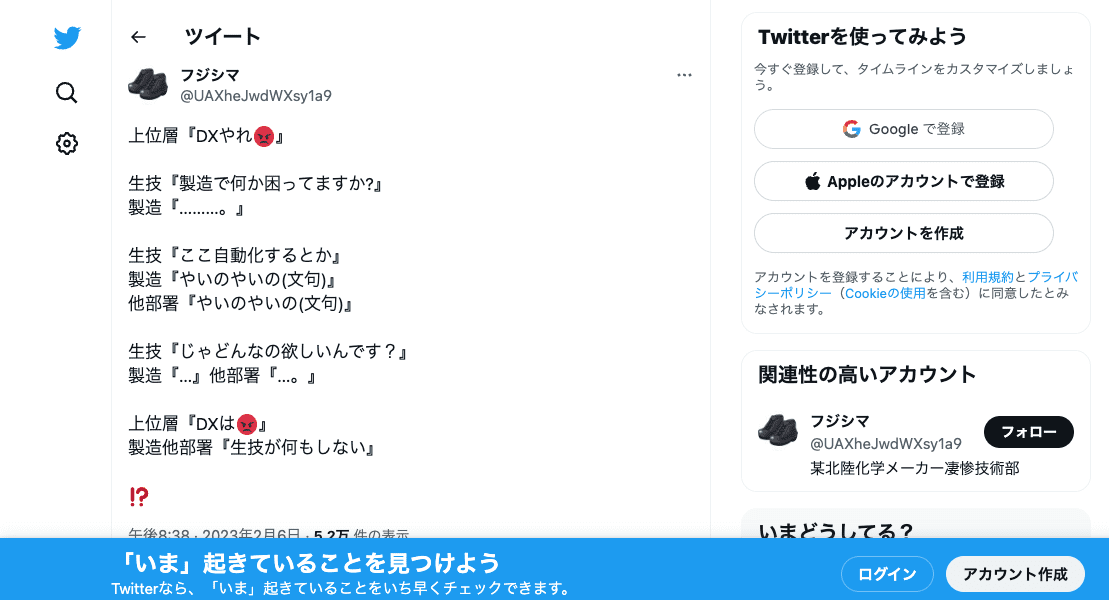 ツイート
フジシマ
@UAXheJwdWXsy1a9
上位層『DXやれ😡』
生技『製造で何か困ってますか?』
製造『………。』
生技『ここ自動化するとか』
製造『やいのやいの(文句)』
他部署『やいのやいの(文句)』
生技『じゃどんなの欲しいんです？』
製造『…』他部署『…。』
上位層『DXは😡』
製造他部署『生技が何もしない』
⁉️
午後8:38 · 2023年2月6日 · 5.2万 件の表示
Twitterを使ってみよう
今すぐ登録して、タイムラインをカスタマイズしましょ
う。
Google で登録
Appleのアカウントで登録
アカウントを作成
アカウントを登録することにより、利用規約とプライバ
シーポリシー（Cookieの使用を含む）に同意したとみ
なされます。
関連性の高いアカウント
フジシマ
@UAXheJwdWXsy1a9
フォロー
某北陸化学メーカー凄惨技術部
いまどうしてる？
「いま」起きていることを見つけよう
Twitterなら、「いま」起きていることをいち早くチェックできます。
ログイン
アカウント作成